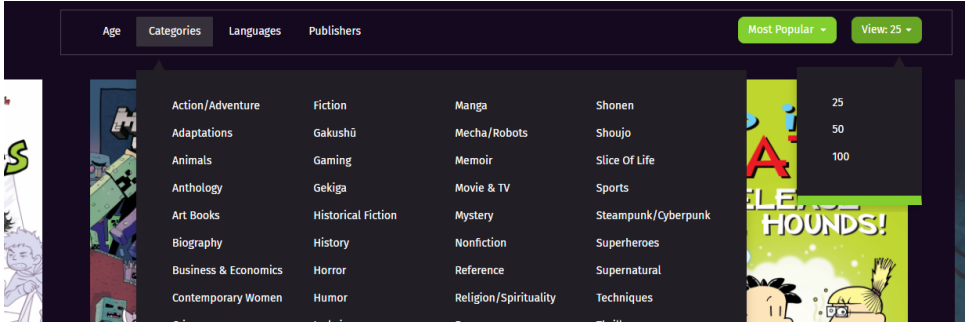 Age
Categories
Languages
Publishers
Most Popular
View: 25
Action/Adventure
Fiction
Manga
Shonen
Adaptations
Gakushū
Mecha/Robots
Shoujo
Animals
Gaming
Memoir
Slice Of Life
Anthology
Gekiga
Movie & TV
Sports
Art Books
Historical Fiction
Mystery
Steampunk/Cyberpunk
Biography
History
Nonfiction
Superheroes
Business & Economics
Horror
Reference
Supernatural
Contemporary Women
Humor
Religion/Spirituality
Techniques
25
50
100
HOUNDS!